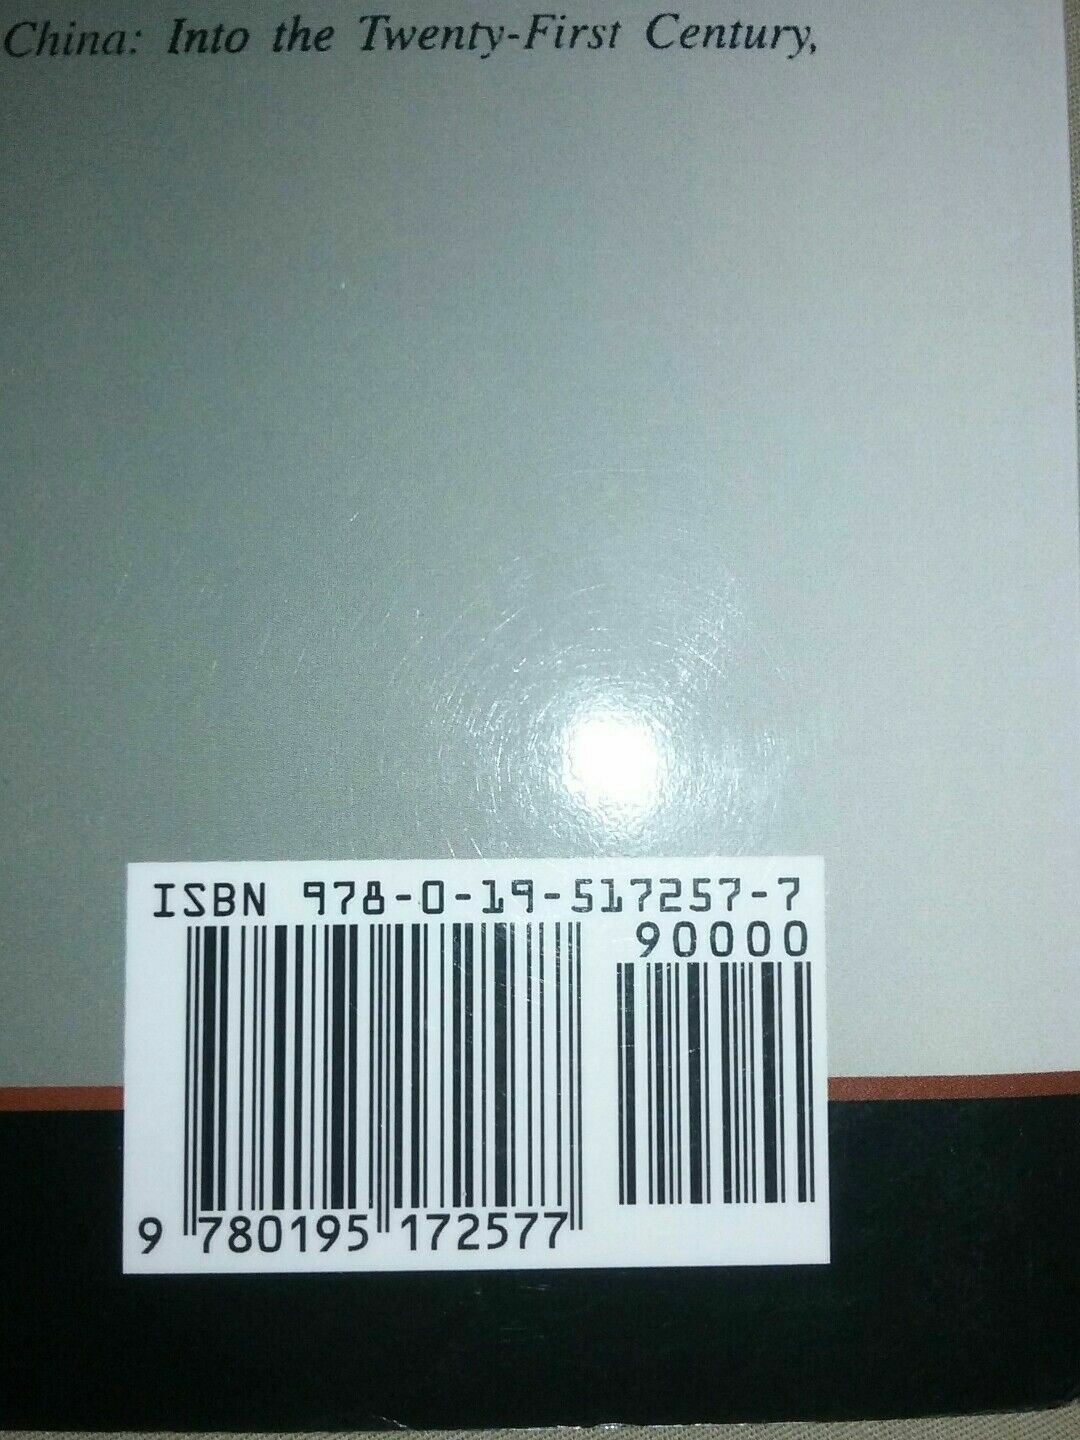 China: Into the Twenty-First Century,
ISBN 978-0-19-517257-7
90000
9 780195 172577